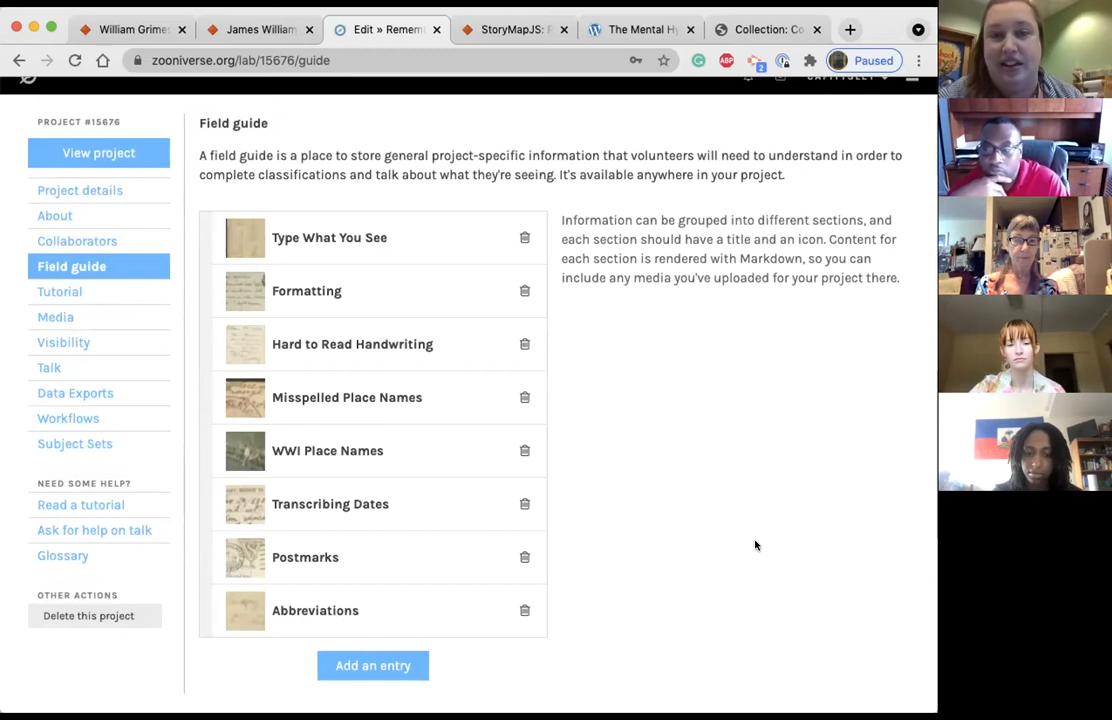 William Grime
James William
Edit » Rememi
StoryMapJS: F
The Mental Hy
Collection: Co
zooniverse.org/lab/15676/guide
ABP
2
Paused
PROJECT #15676
View project
Project details
About
Collaborators
Field guide
Tutorial
Media
Visibility
Talk
Data Exports
Workflows
Subject Sets
NEED SOME HELP?
Read a tutorial
Ask for help on talk
Glossary
OTHER ACTIONS
Delete this project
Field guide
A field guide is a place to store general project-specific information that volunteers will need to understand in order to
complete classifications and talk about what they're seeing. It's available anywhere in your project.
Type What You See
Formatting
Hard to Read Handwriting
Misspelled Place Names
WWI Place Names
Transcribing Dates
Postmarks
Abbreviations
Add an entry
Information can be grouped into different sections, and
each section should have a title and an icon. Content for
each section is rendered with Markdown, so you can
include any media you've uploaded for your project there.